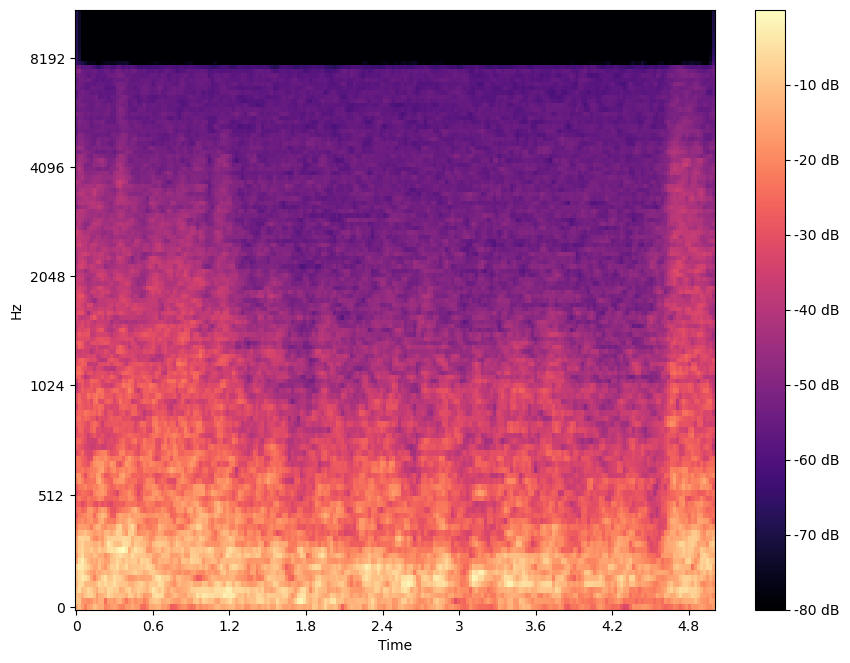 8192
4096
2048
1024
512
0
Hz
0 0.6 1.2 1.8 2.4 3 3.6 4.2 4.8
Time
-10 dB
-20 dB
-30 dB
-40 dB
-50 dB
-60 dB
-70 dB
-80 dB